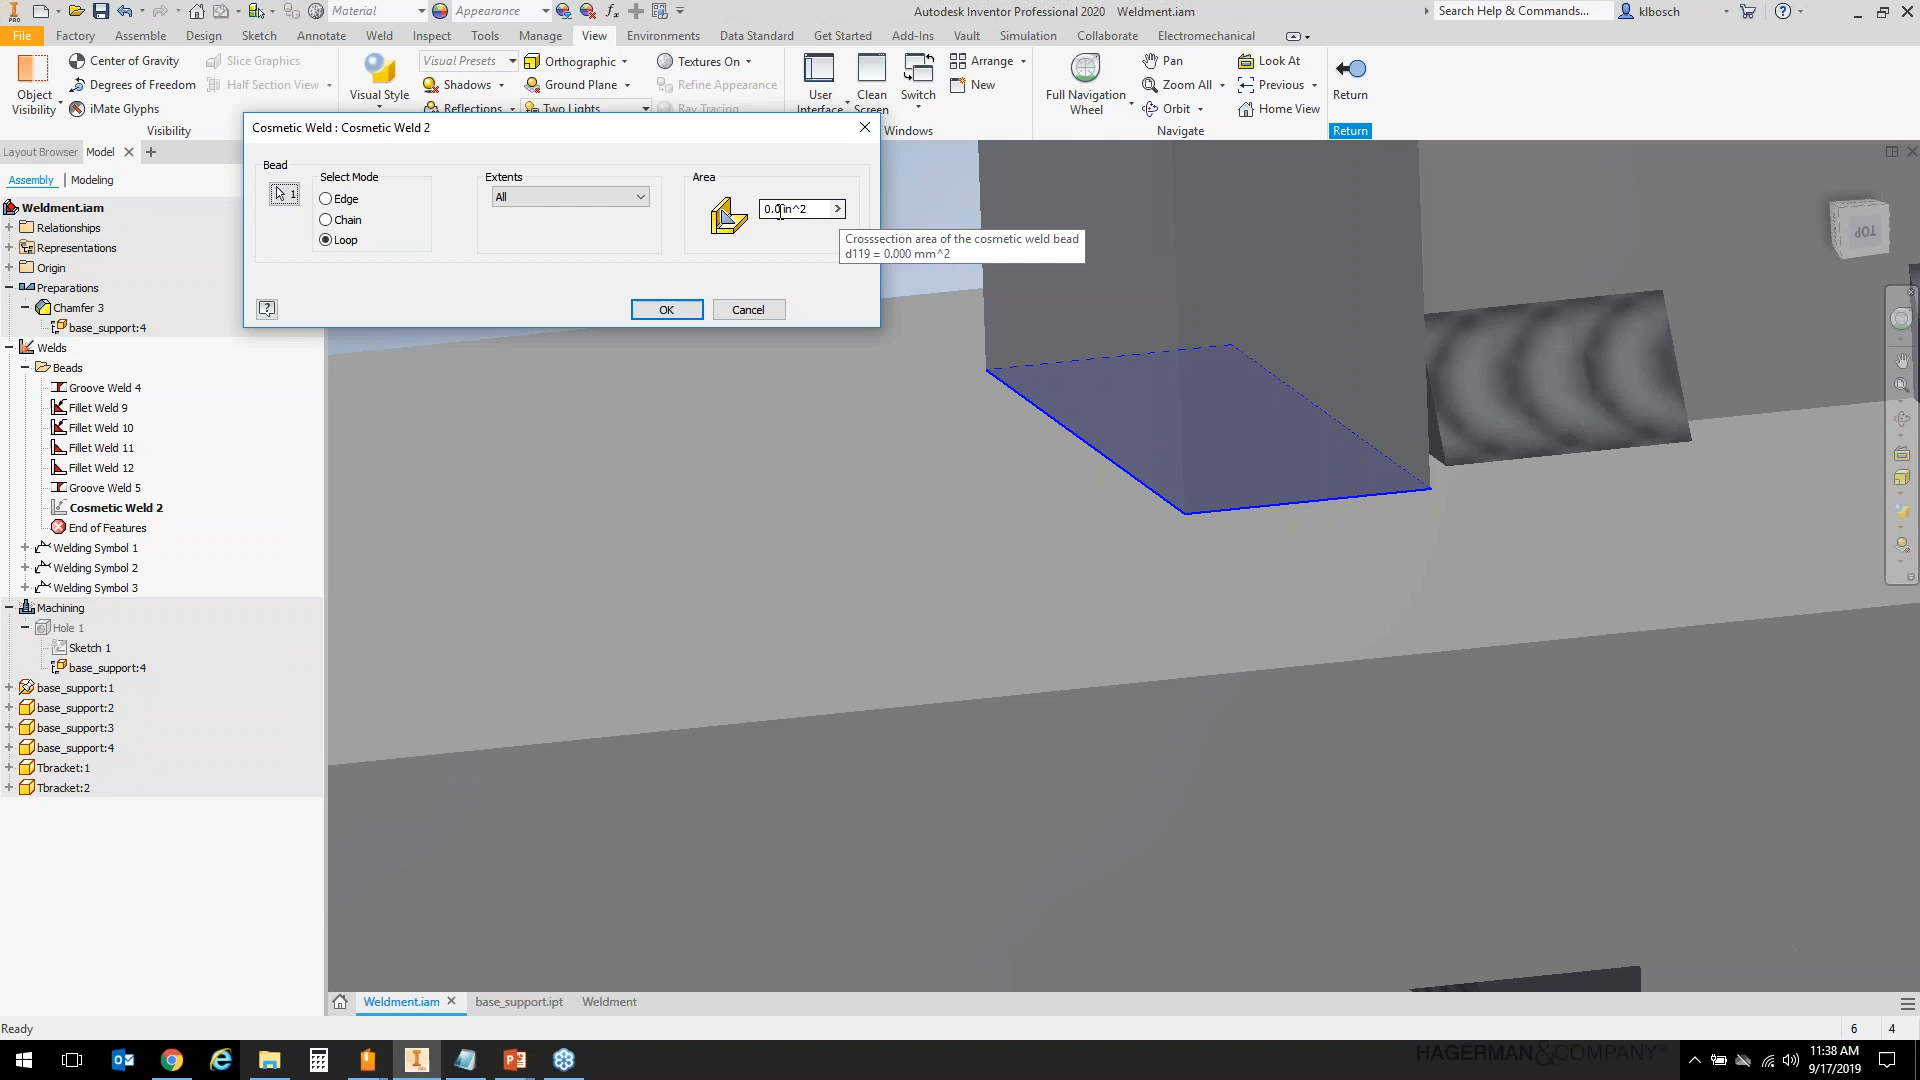 Material
Appearance
Autodesk Inventor Professional 2020 Weldment.iam
Search Help & Commands...
klbosch
File Factory Assemble Design Sketch Annotate Weld Inspect Tools Manage View Environments Data Standard Get Started Add-Ins Vault Simulation Collaborate Electromechanical
Center of Gravity
Degrees of Freedom
iMate Glyphs
Object Visibility
Slice Graphics
Half Section View
Visibility
Visual Style
Visual Presets
Shadows
Reflections
Orthographic
Ground Plane
Two Lights
Textures On
Refine Appearance
Ray Tracing
User Interface
Clean Screen
Switch
Arrange
New
Windows
Full Navigation Wheel
Pan
Zoom All
Orbit
Look At
Previous
Home View
Navigate
Return
Return
Layout Browser Model
Assembly Modeling
Weldment.iam
Relationships
Representations
Origin
Preparations
Chamfer 3
base_support:4
Welds
Beads
Groove Weld 4
Fillet Weld 9
Fillet Weld 10
Fillet Weld 11
Fillet Weld 12
Groove Weld 5
Cosmetic Weld 2
End of Features
Welding Symbol 1
Welding Symbol 2
Welding Symbol 3
Machining
Hole 1
Sketch 1
base_support:4
base_support:1
base_support:2
base_support:3
base_support:4
Tbracket:1
Tbracket:2
Cosmetic Weld : Cosmetic Weld 2
Bead
1
Select Mode
Edge
Chain
Loop
Extents
All
Area
0.0in^2
Crosssection area of the cosmetic weld bead
d119 = 0.000 mm^2
OK
Cancel
TOP
Weldment.iam base_support.ipt Weldment
Ready
6 4
HAGERMAN & COMPANY
11:38 AM
9/17/2019